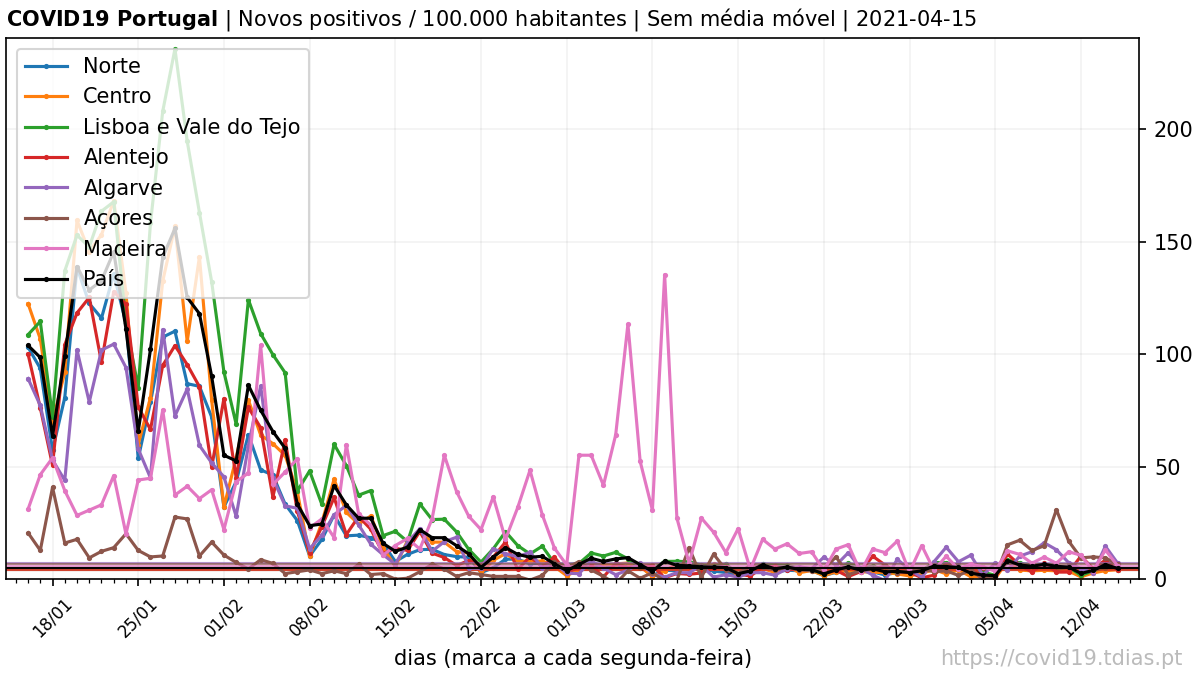 COVID19 Portugal | Novos positivos / 100.000 habitantes | Sem média móvel | 2021-04-15
Norte
Centro
Lisboa e Vale do Tejo
Alentejo
Algarve
Açores
Madeira
País
200
150
100
50
0
18/01
25/01
01/02
08/02
15/02
22/02
01/03
08/03
15/03
22/03
29/03
05/04
12/04
dias (marca a cada segunda-feira)
https://covid19.tdias.pt